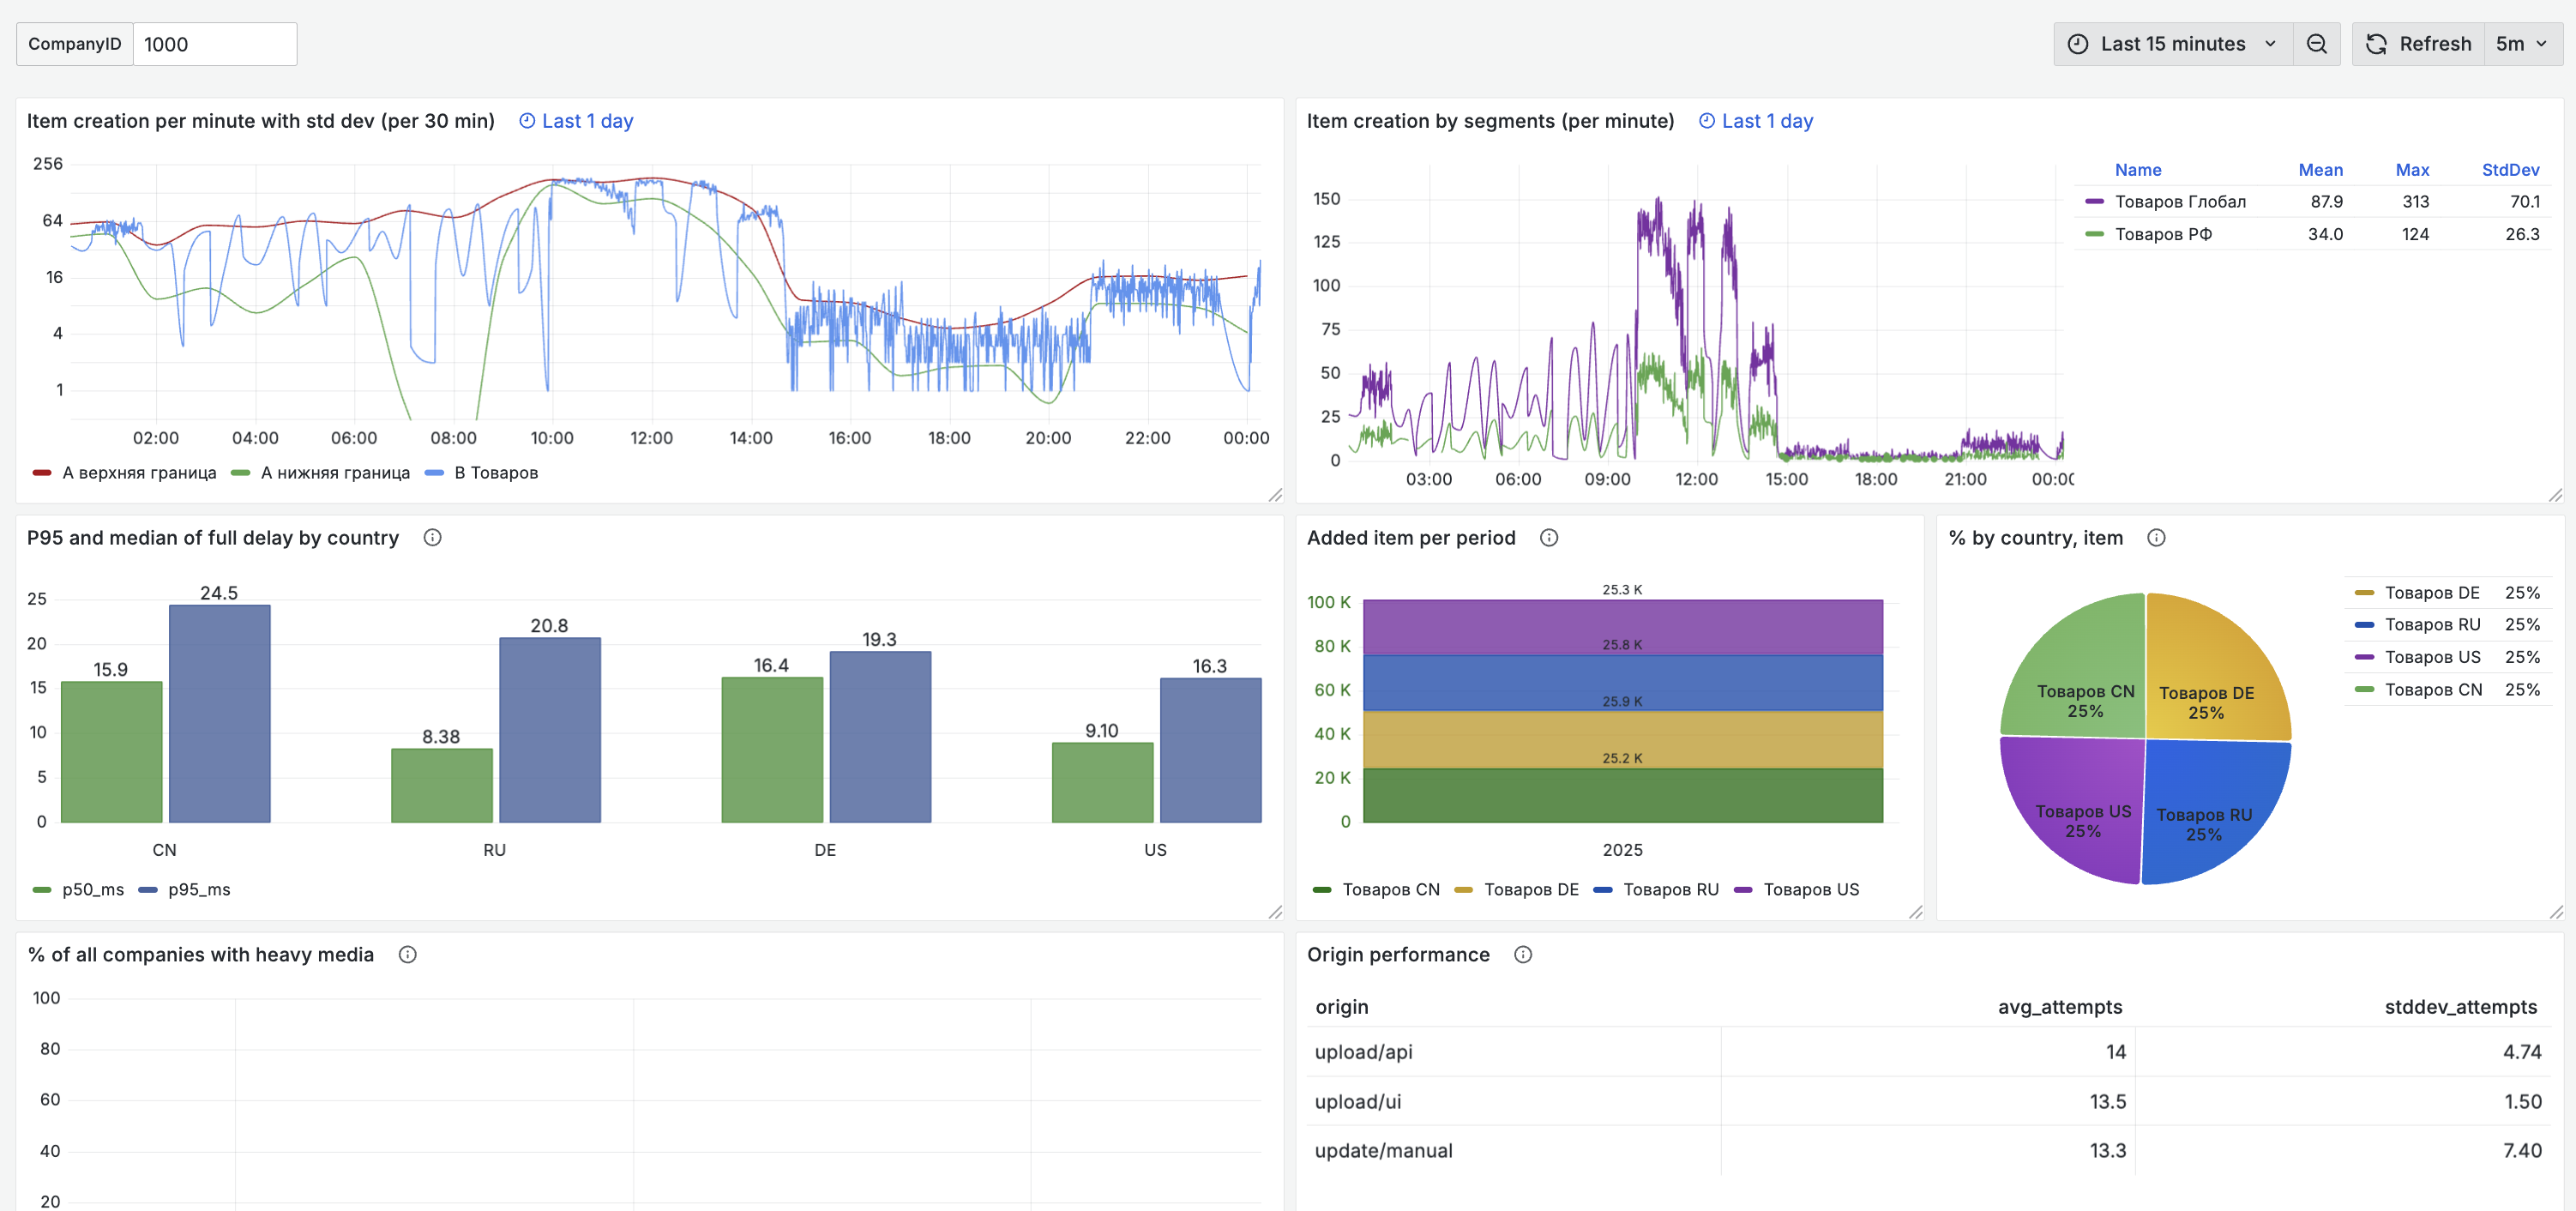 CompanyID 1000 Last 15 minutes Refresh 5m
Item creation per minute with std dev (per 30 min) Last 1 day
256
64
16
4
1
02:00 04:00 06:00 08:00 10:00 12:00 14:00 16:00 18:00 20:00 22:00 00:00
A верхняя граница A нижняя граница B Товаров
Item creation by segments (per minute) Last 1 day
150
125
100
75
50
25
0
03:00 06:00 09:00 12:00 15:00 18:00 21:00 00:00
Name Mean Max StdDev
Товаров Глобал 87.9 313 70.1
Товаров РФ 34.0 124 26.3
P95 and median of full delay by country
25
20
15
10
5
0
15.9 24.5 8.38 20.8 16.4 19.3 9.10 16.3
CN RU DE US
p50_ms p95_ms
Added item per period
100 K
80 K
60 K
40 K
20 K
0
25.3 K
25.8 K
25.9 K
25.2 K
2025
Товаров CN Товаров DE Товаров RU Товаров US
% by country, item
Товаров CN
25%
Товаров DE
25%
Товаров US
25%
Товаров RU
25%
Товаров DE 25%
Товаров RU 25%
Товаров US 25%
Товаров CN 25%
% of all companies with heavy media
100
80
60
40
20
Origin performance
origin avg_attempts stddev_attempts
upload/api 14 4.74
upload/ui 13.5 1.50
update/manual 13.3 7.40